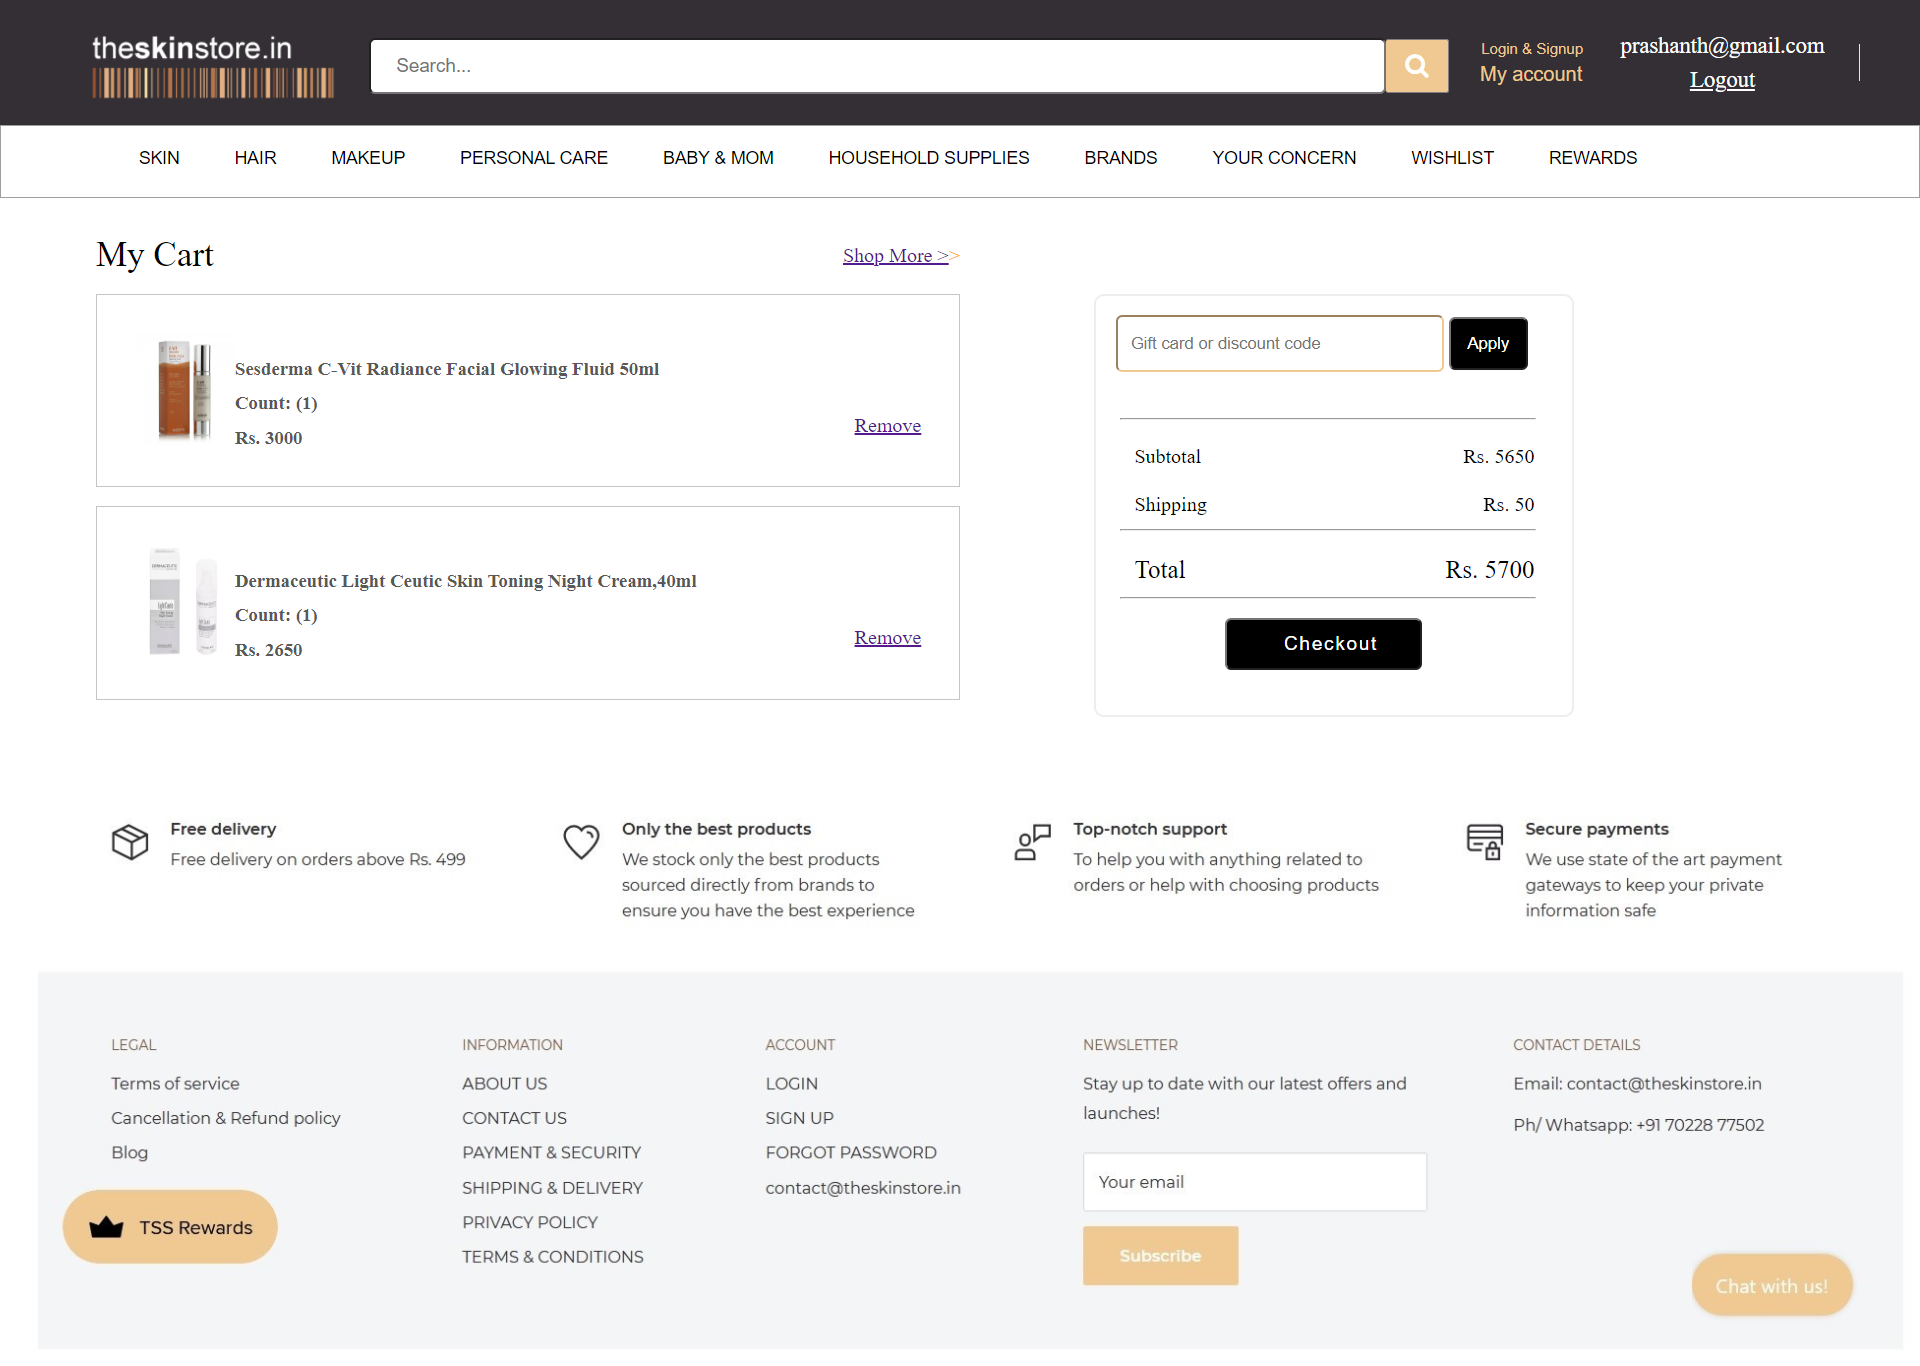 theskinstore.in
Search...
Login & Signup
My account
prashanth@gmail.com
Logout
SKIN HAIR MAKEUP PERSONAL CARE BABY & MOM HOUSEHOLD SUPPLIES BRANDS YOUR CONCERN WISHLIST REWARDS
My Cart
Shop More >>
Sesderma C-Vit Radiance Facial Glowing Fluid 50ml
Count: (1)
Rs. 3000
Remove
Dermaceutic Light Ceutic Skin Toning Night Cream,40ml
Count: (1)
Rs. 2650
Remove
Gift card or discount code
Apply
Subtotal Rs. 5650
Shipping Rs. 50
Total Rs. 5700
Checkout
Free delivery
Free delivery on orders above Rs. 499
Only the best products
We stock only the best products
sourced directly from brands to
ensure you have the best experience
Top-notch support
To help you with anything related to
orders or help with choosing products
Secure payments
We use state of the art payment
gateways to keep your private
information safe
LEGAL
Terms of service
Cancellation & Refund policy
Blog
TSS Rewards
INFORMATION
ABOUT US
CONTACT US
PAYMENT & SECURITY
SHIPPING & DELIVERY
PRIVACY POLICY
TERMS & CONDITIONS
ACCOUNT
LOGIN
SIGN UP
FORGOT PASSWORD
contact@theskinstore.in
NEWSLETTER
Stay up to date with our latest offers and
launches!
Your email
Subscribe
CONTACT DETAILS
Email: contact@theskinstore.in
Ph/ Whatsapp: +91 70228 77502
Chat with us!